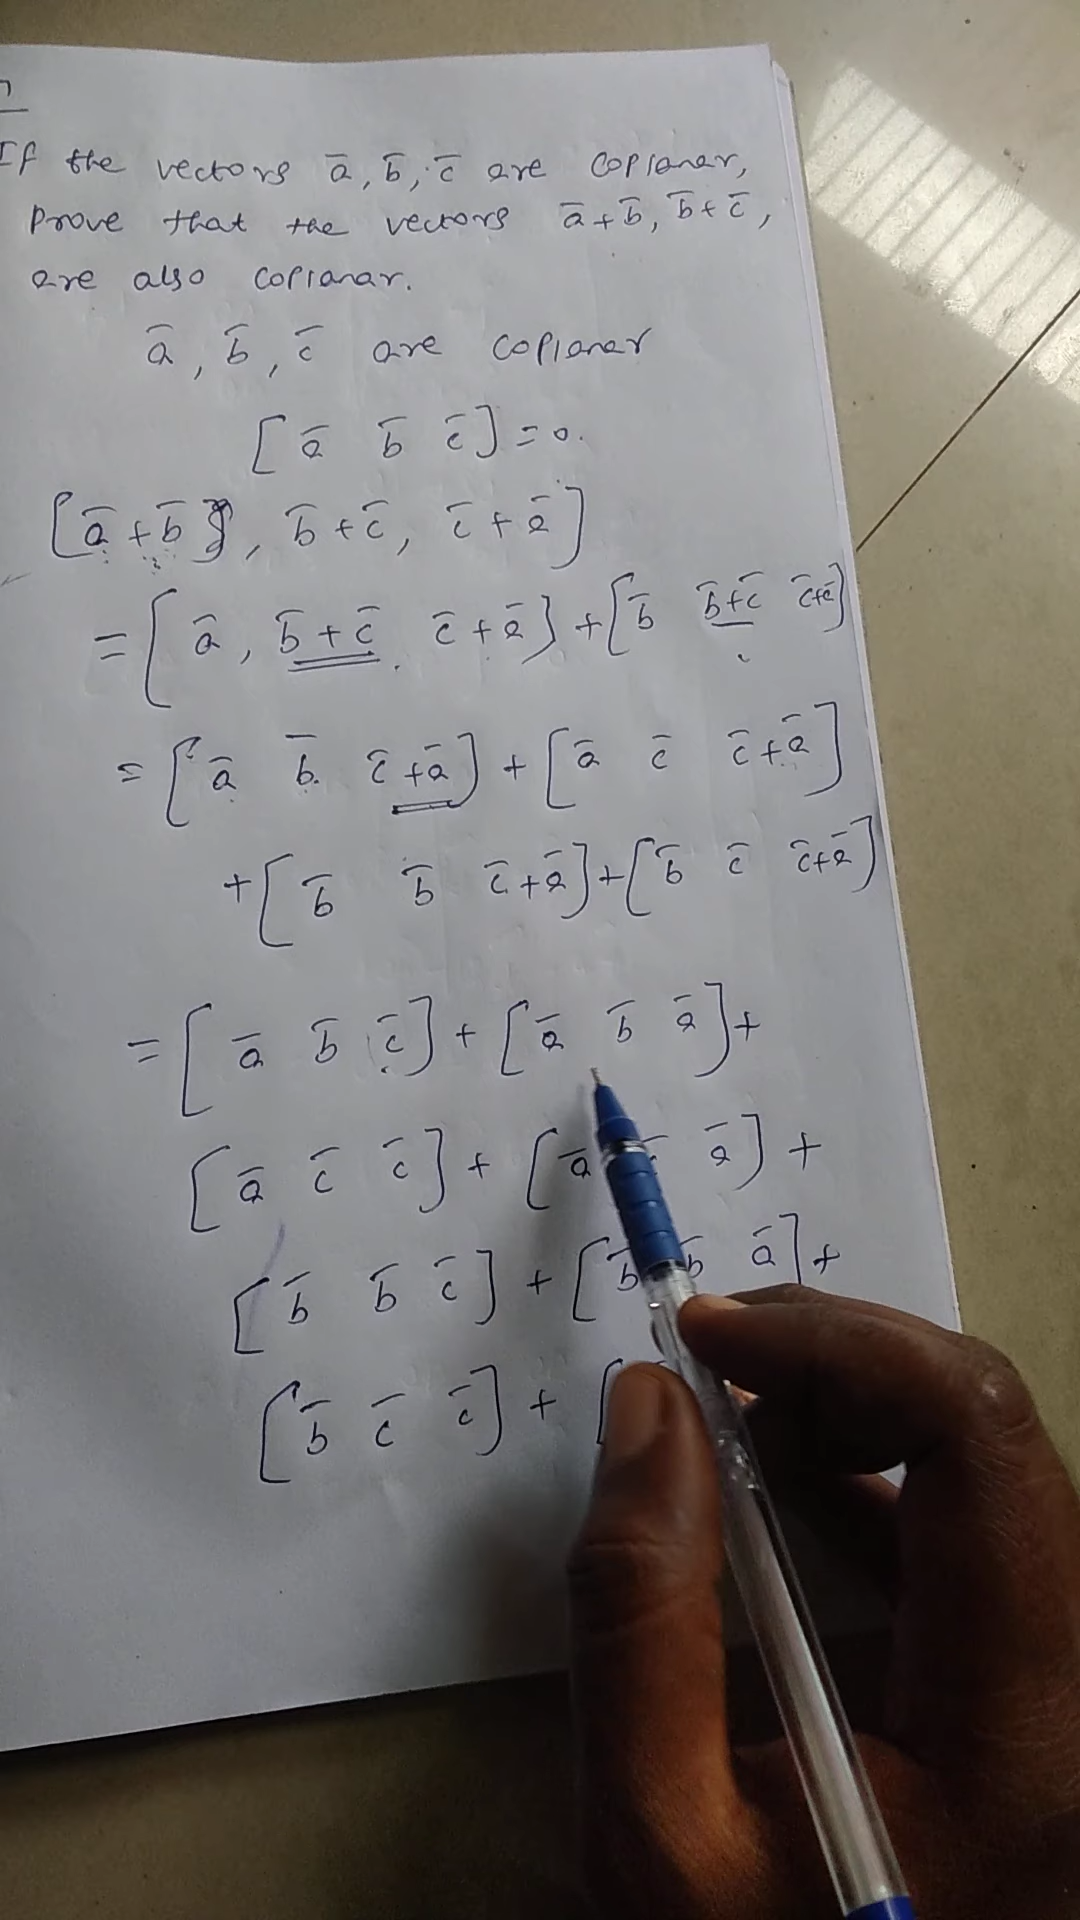 If the vectors a̅, b̅, c̅ are coplanar,
Prove that the vectors a̅+b̅, b̅+c̅,
are also coplanar.
a̅, b̅, c̅ are coplanar
[a̅ b̅ c̅] = 0.
[a̅+b̅], b̅+c̅, c̅+a̅]
= [a̅, b̅+c̅, c̅+a̅] + [b̅ b̅+c̅ c̅+a̅]
= [a̅ b̅ c̅+a̅] + [a̅ c̅ c̅+a̅]
+ [b̅ b̅ c̅+a̅] + [b̅ c̅ c̅+a̅]
= [a̅ b̅ c̅] + [a̅ b̅ a̅] +
[a̅ c̅ c̅] + [a̅ a̅] +
[b̅ b̅ c̅] + [b̅ b̅ a̅] +
[b̅ c̅ c̅] + [